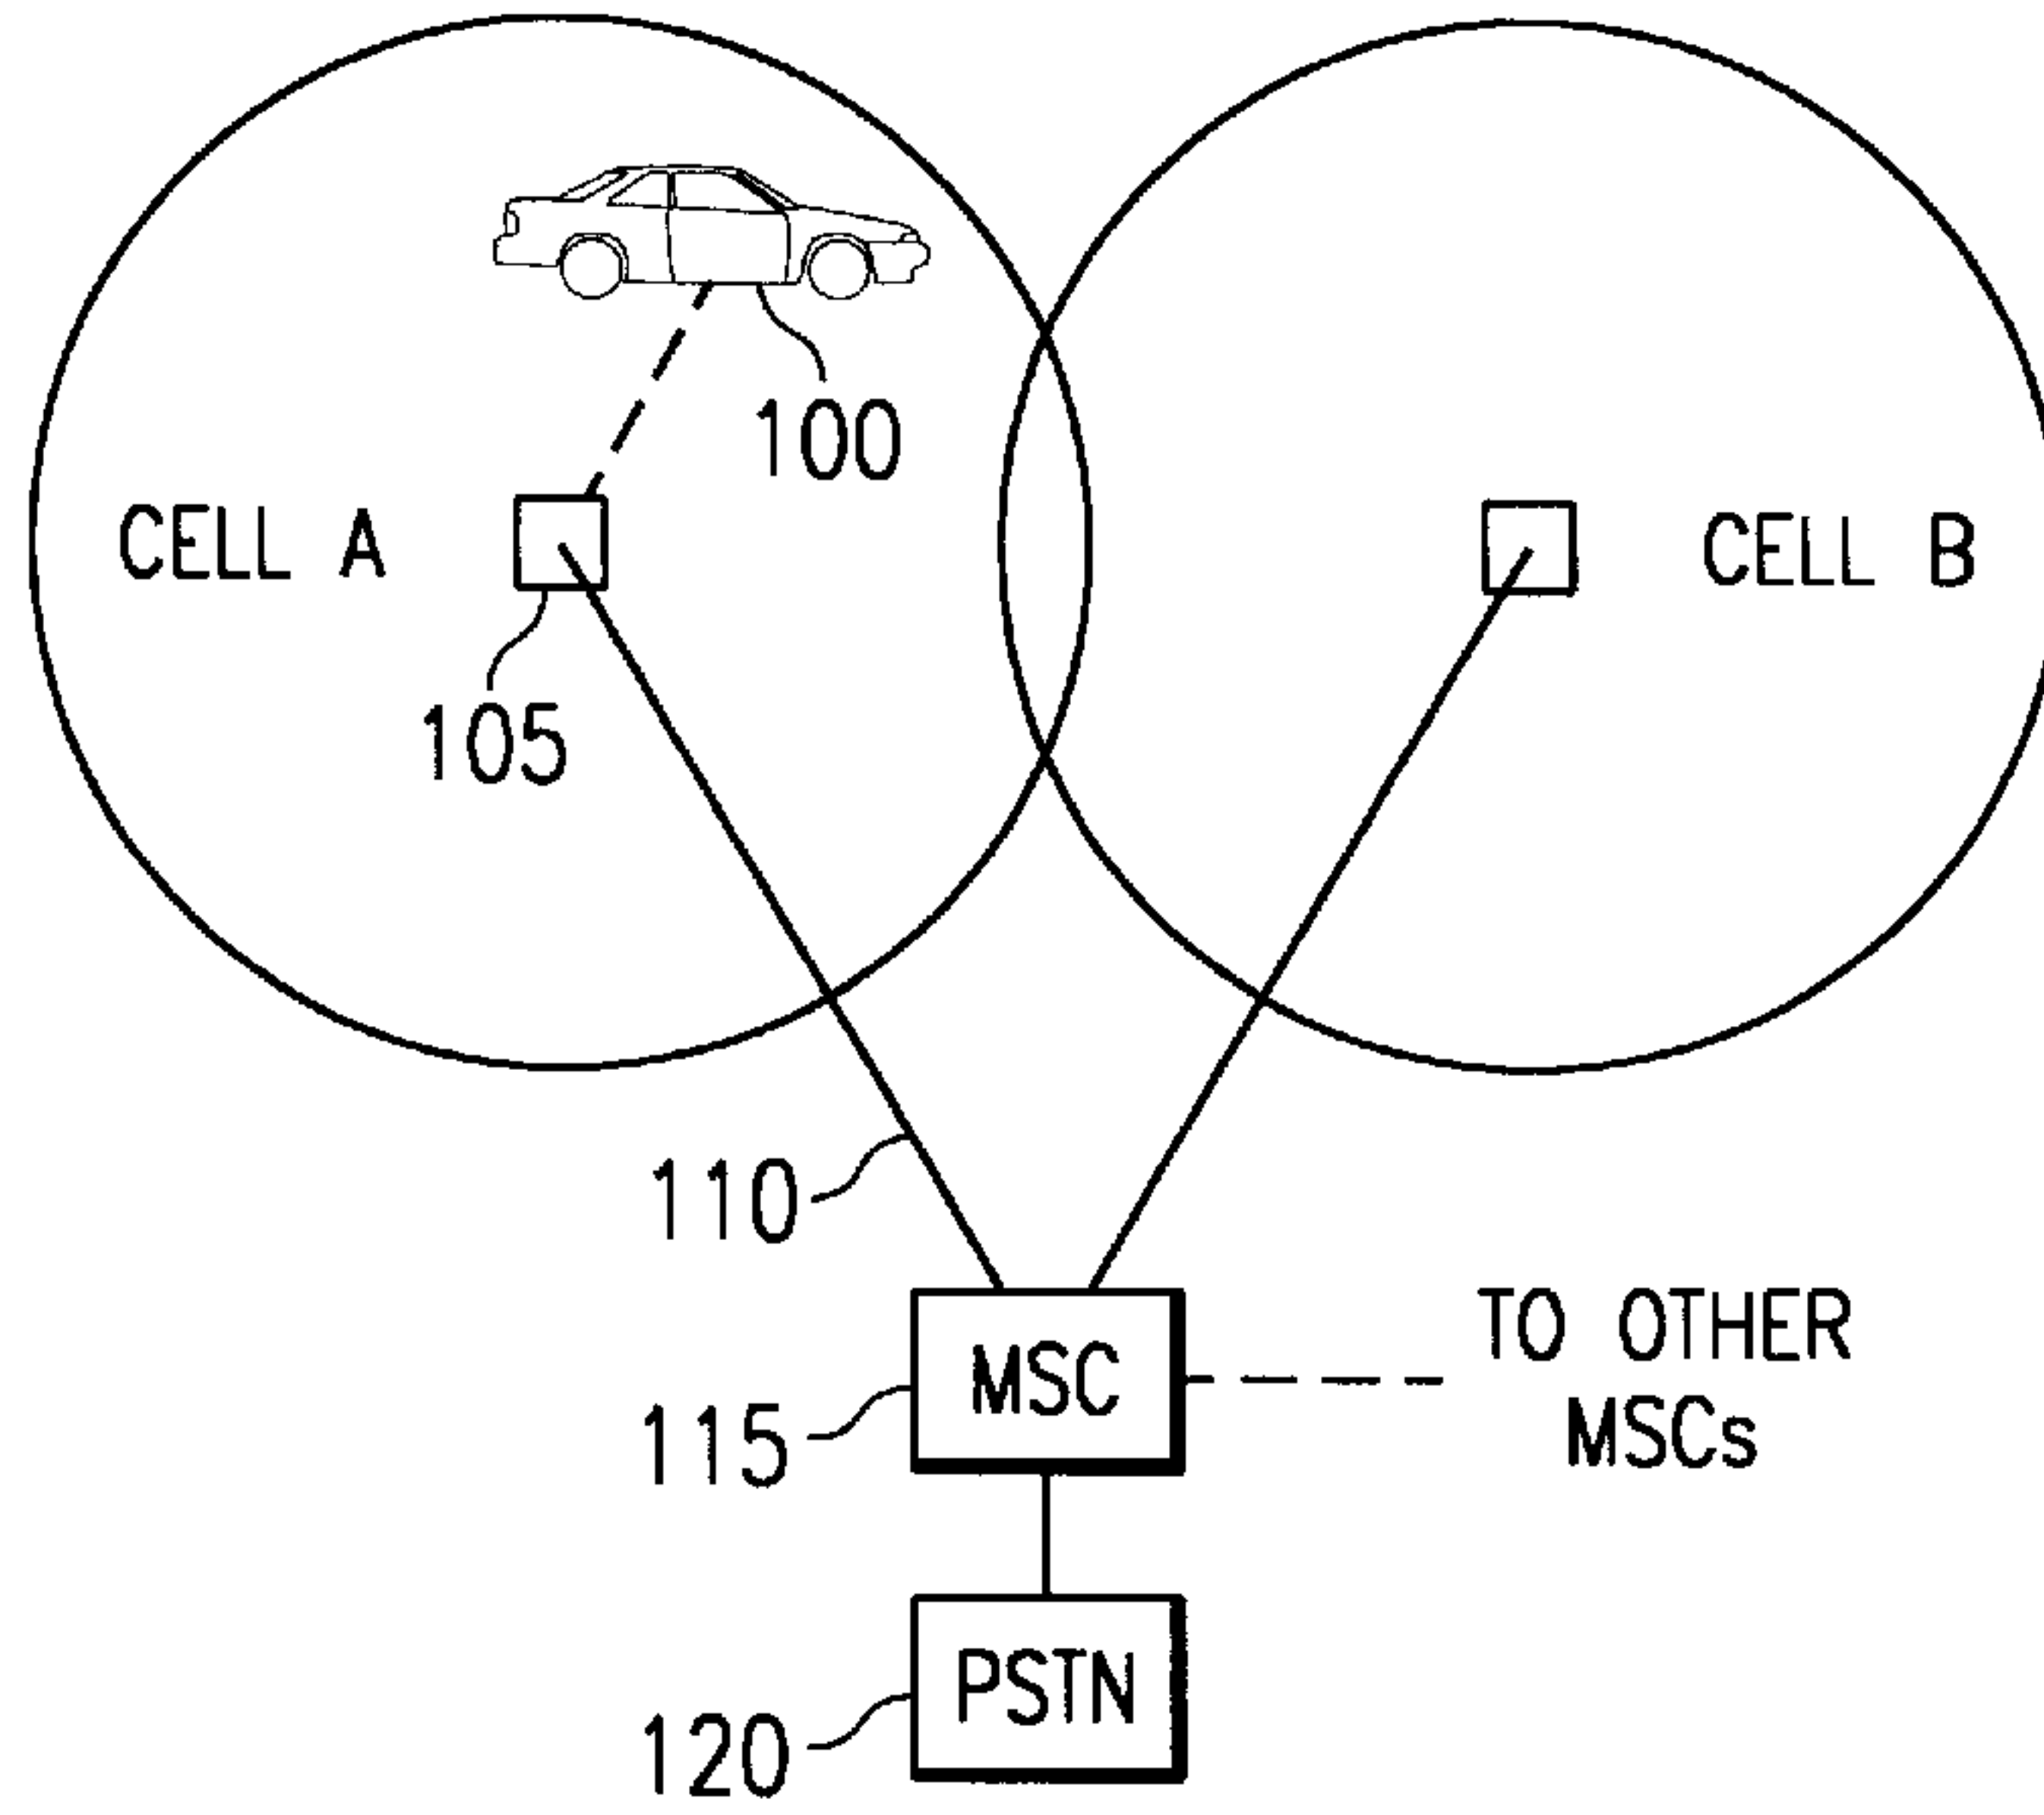 100
CELL A
CELL B
105
110
TO OTHER
MSC
MSCs
115
PSTN
120